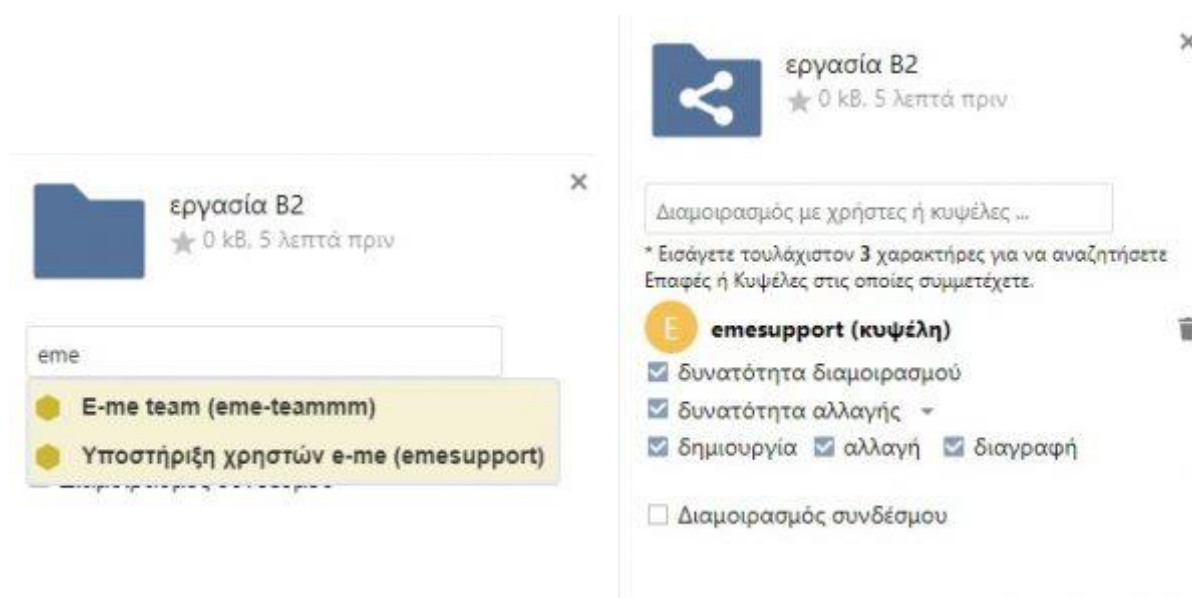 εργασία Β2
0 kB, 5 λεπτά πριν
eme
E-me team (eme-teammm)
Υποστήριξη χρηστών e-me (emesupport)
εργασία Β2
0 kB, 5 λεπτά πριν
Διαμοιρασμός με χρήστες ή κυψέλες ...
* Εισάγετε τουλάχιστον 3 χαρακτήρες για να αναζητήσετε
Επαφές ή Κυψέλες στις οποίες συμμετέχετε.
E
emesupport (κυψέλη)
δυνατότητα διαμοιρασμού
δυνατότητα αλλαγής
δημιουργία αλλαγή διαγραφή
Διαμοιρασμός συνδέσμου